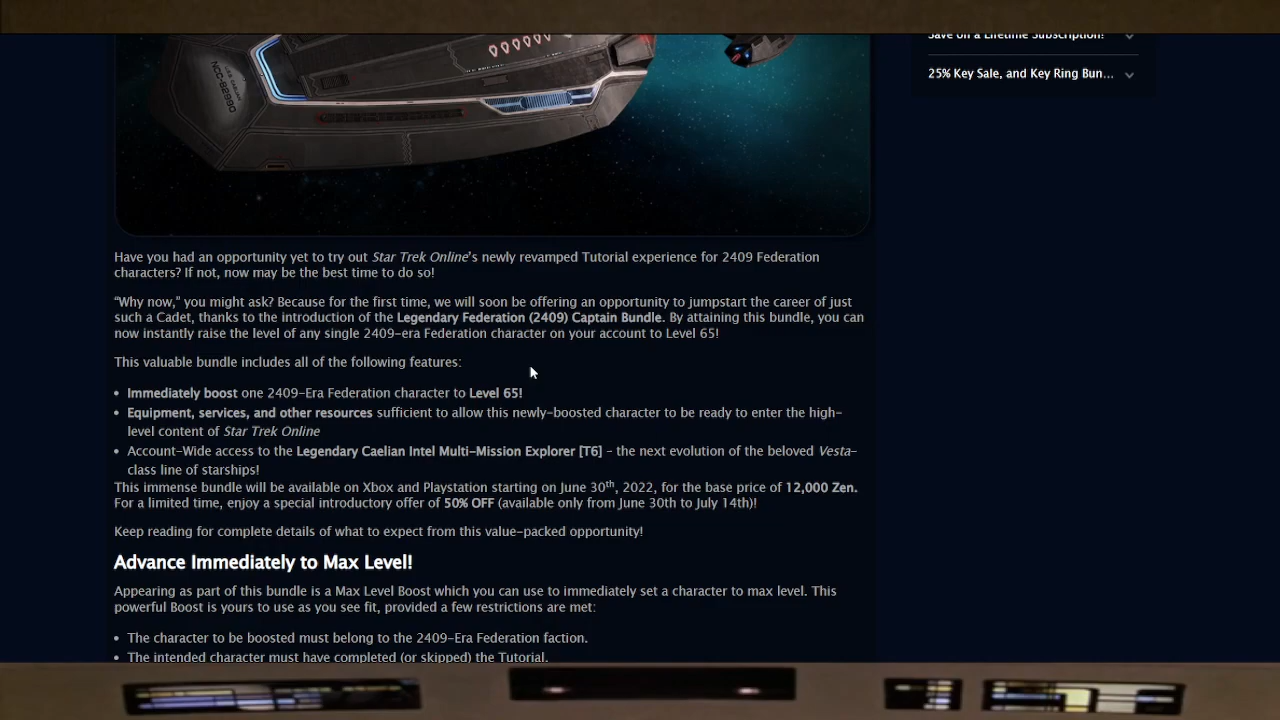 Save on a Lifetime Subscription!
25% Key Sale, and Key Ring Bun...
NCC-88990
Have you had an opportunity yet to try out Star Trek Online's newly revamped Tutorial experience for 2409 Federation
characters? If not, now may be the best time to do so!
“Why now,” you might ask? Because for the first time, we will soon be offering an opportunity to jumpstart the career of just
such a Cadet, thanks to the introduction of the Legendary Federation (2409) Captain Bundle. By attaining this bundle, you can
now instantly raise the level of any single 2409-era Federation character on your account to Level 65!
This valuable bundle includes all of the following features:
• Immediately boost one 2409-Era Federation character to Level 65!
• Equipment, services, and other resources sufficient to allow this newly-boosted character to be ready to enter the high-
level content of Star Trek Online
• Account-Wide access to the Legendary Caelian Intel Multi-Mission Explorer [T6] - the next evolution of the beloved Vesta-
class line of starships!
This immense bundle will be available on Xbox and Playstation starting on June 30th, 2022, for the base price of 12,000 Zen.
For a limited time, enjoy a special introductory offer of 50% OFF (available only from June 30th to July 14th)!
Keep reading for complete details of what to expect from this value-packed opportunity!
Advance Immediately to Max Level!
Appearing as part of this bundle is a Max Level Boost which you can use to immediately set a character to max level. This
powerful Boost is yours to use as you see fit, provided a few restrictions are met:
• The character to be boosted must belong to the 2409-Era Federation faction.
• The intended character must have completed (or skipped) the Tutorial.